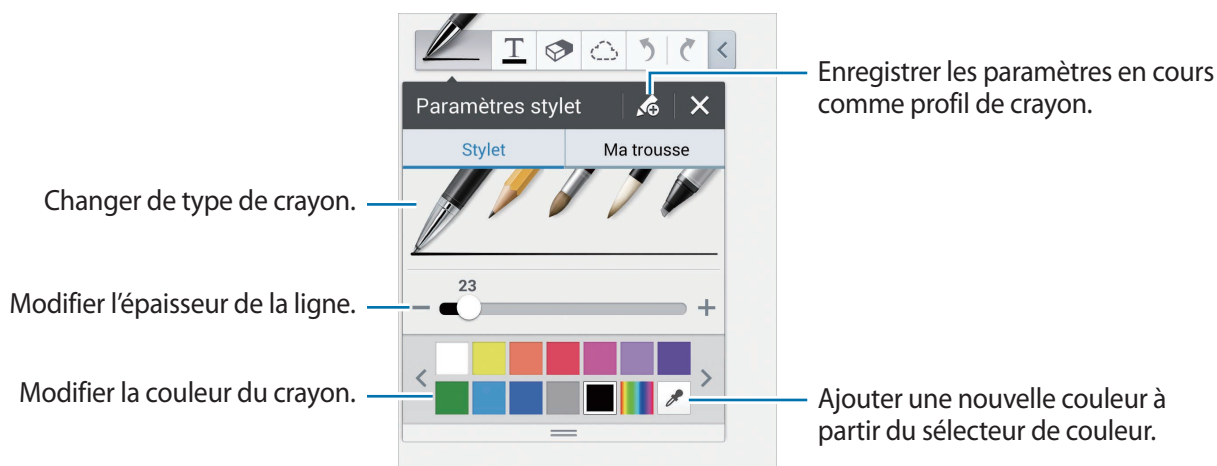 T
Enregistrer les paramètres en cours
comme profil de crayon.
Paramètres stylet
Stylet
Ma trousse
Changer de type de crayon.
23
Modifier l’épaisseur de la ligne.
Modifier la couleur du crayon.
Ajouter une nouvelle couleur à
partir du sélecteur de couleur.